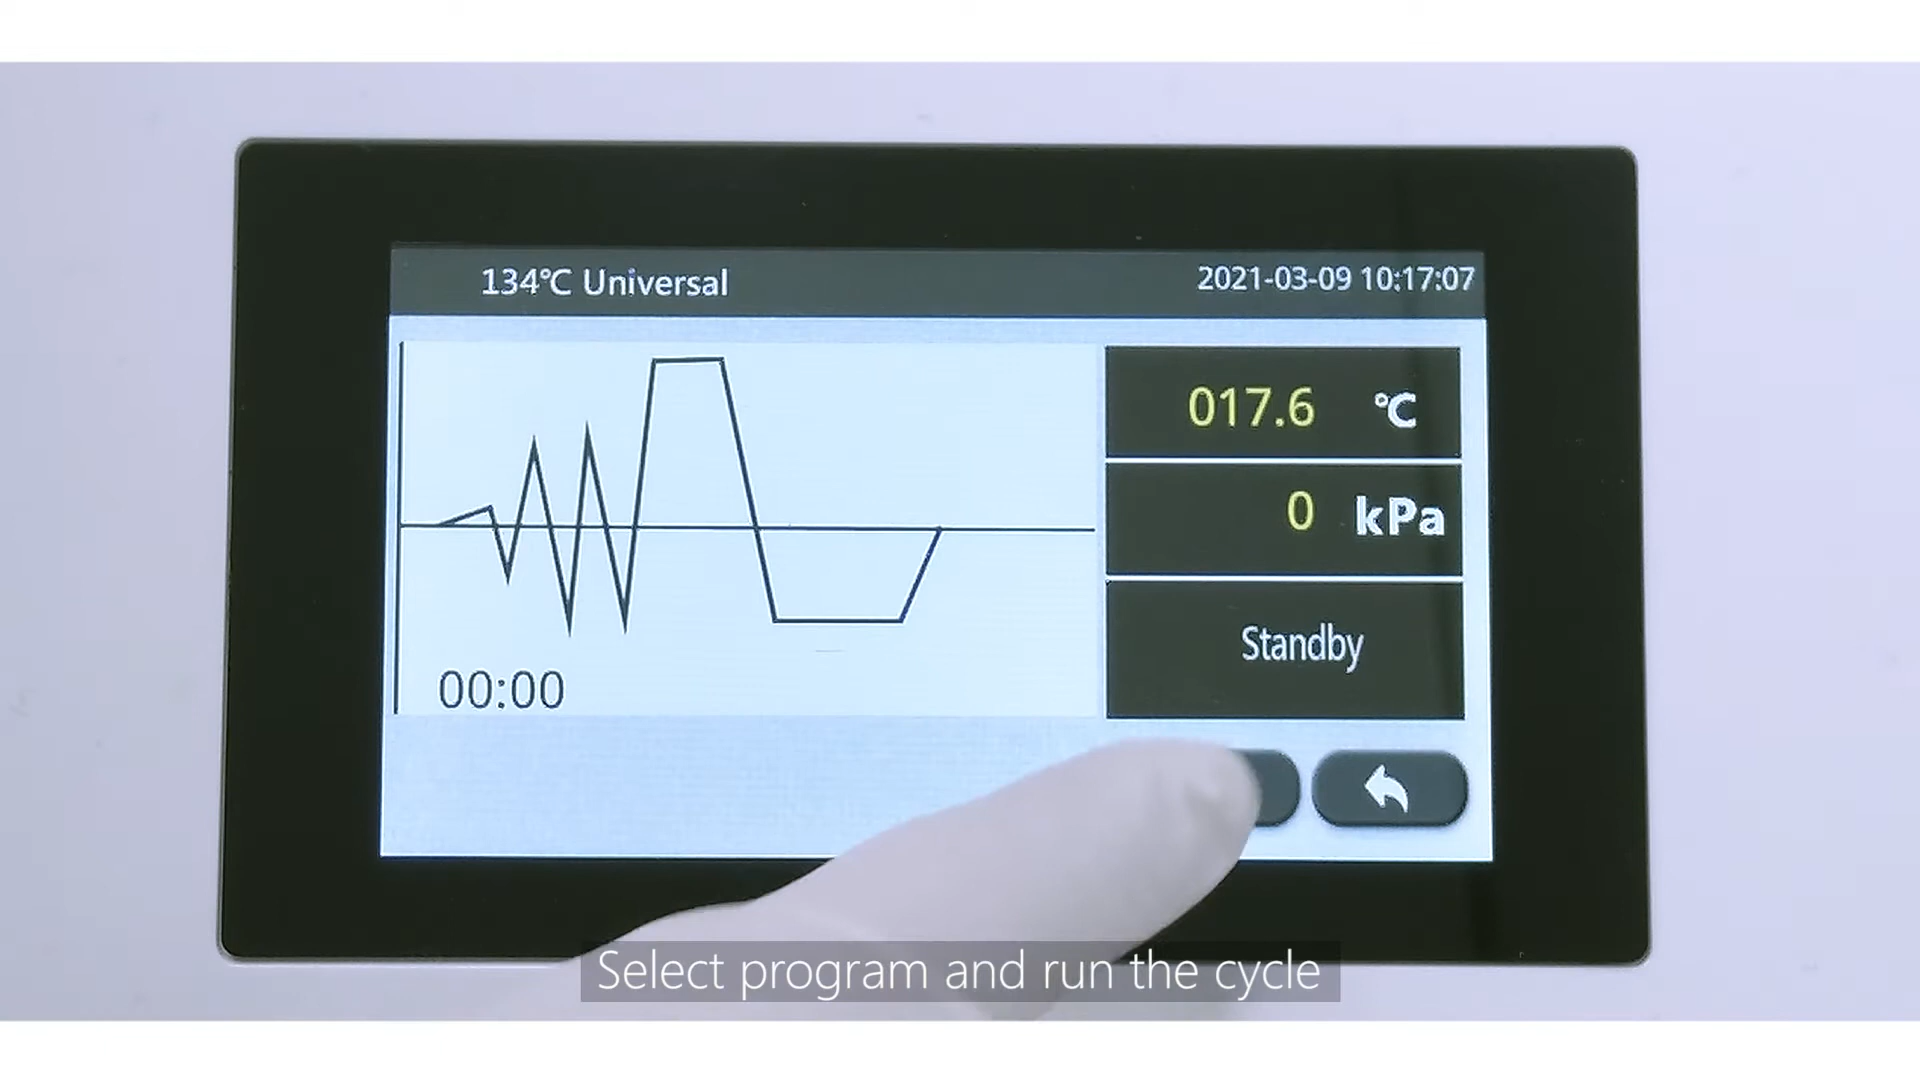 134℃ Universal
2021-03-09 10:17:07
017.6 ℃
0 kPa
Standby
00:00
Select program and run the cycle